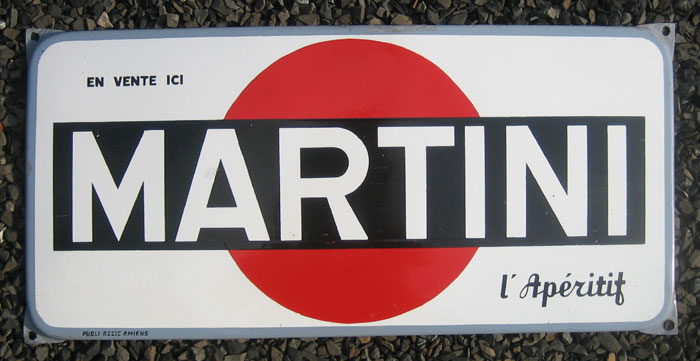 EN VENTE ICI
MARTINI
l'Apéritif
PUBLI-REGIE AMIENS